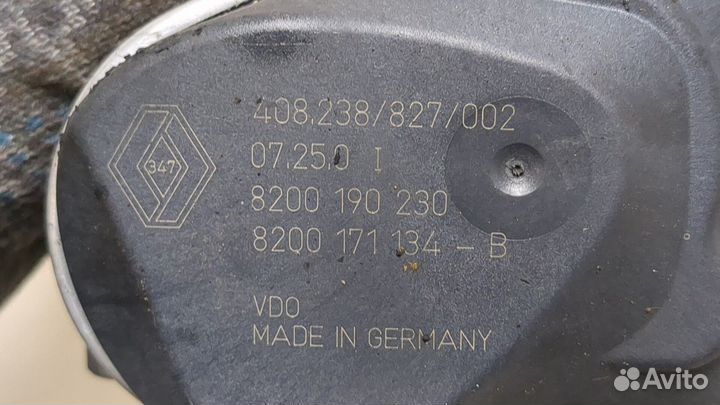 408.238/827/002
347
07.25.0 I
8200 190 230
8200 171 134 - B
VDO
MADE IN GERMANY
Avito